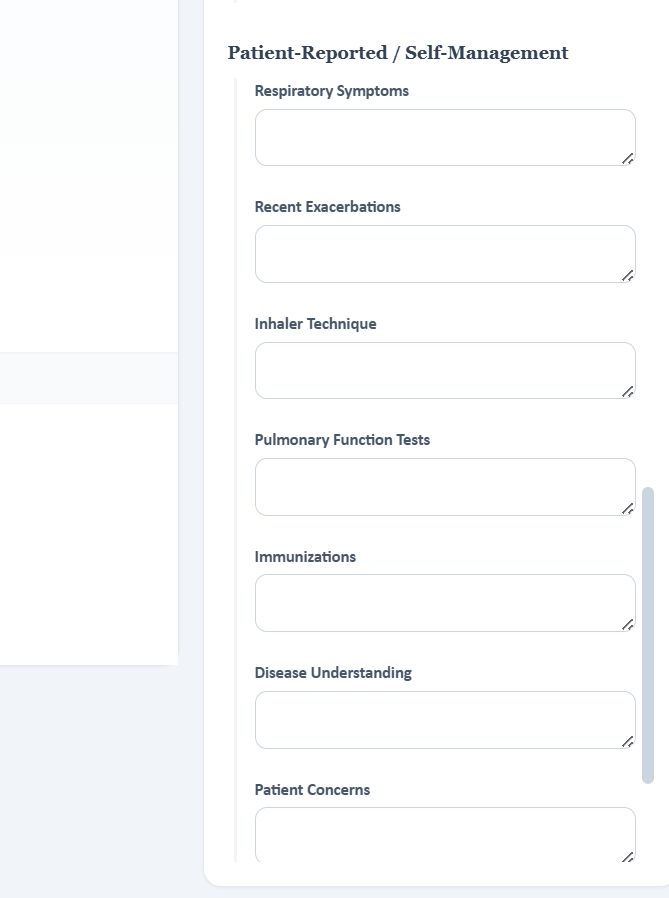 Patient-Reported / Self-Management
Respiratory Symptoms
Recent Exacerbations
Inhaler Technique
Pulmonary Function Tests
Immunizations
Disease Understanding
Patient Concerns